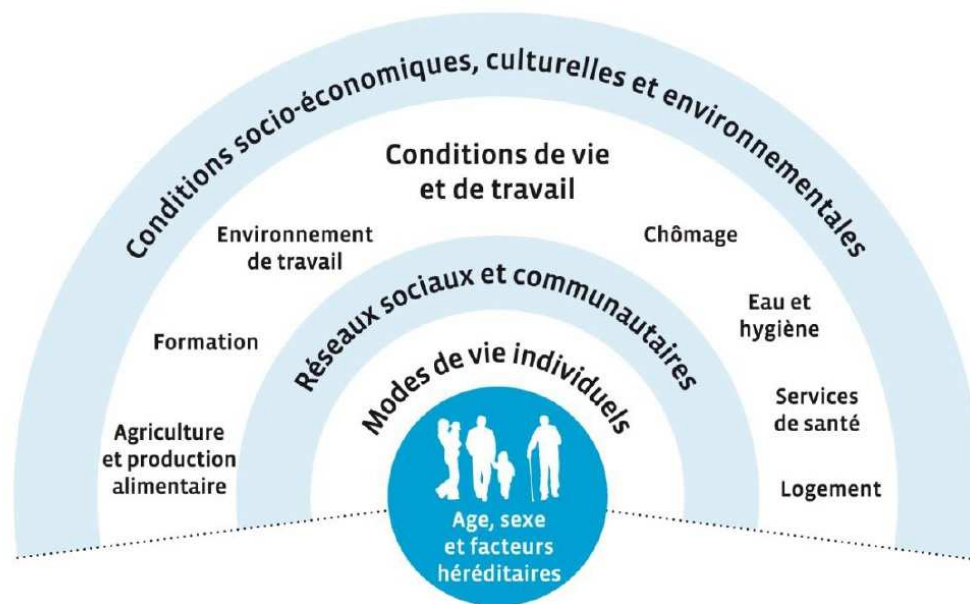 Conditions socio-économiques, culturelles et environnementales
Conditions de vie
et de travail
Environnement
de travail
Chômage
Formation
Eau et
hygiène
Agriculture
et production
alimentaire
Services
de santé
Logement
Réseaux sociaux et communautaires
Modes de vie individuels
Age, sexe
et facteurs
héréditaires